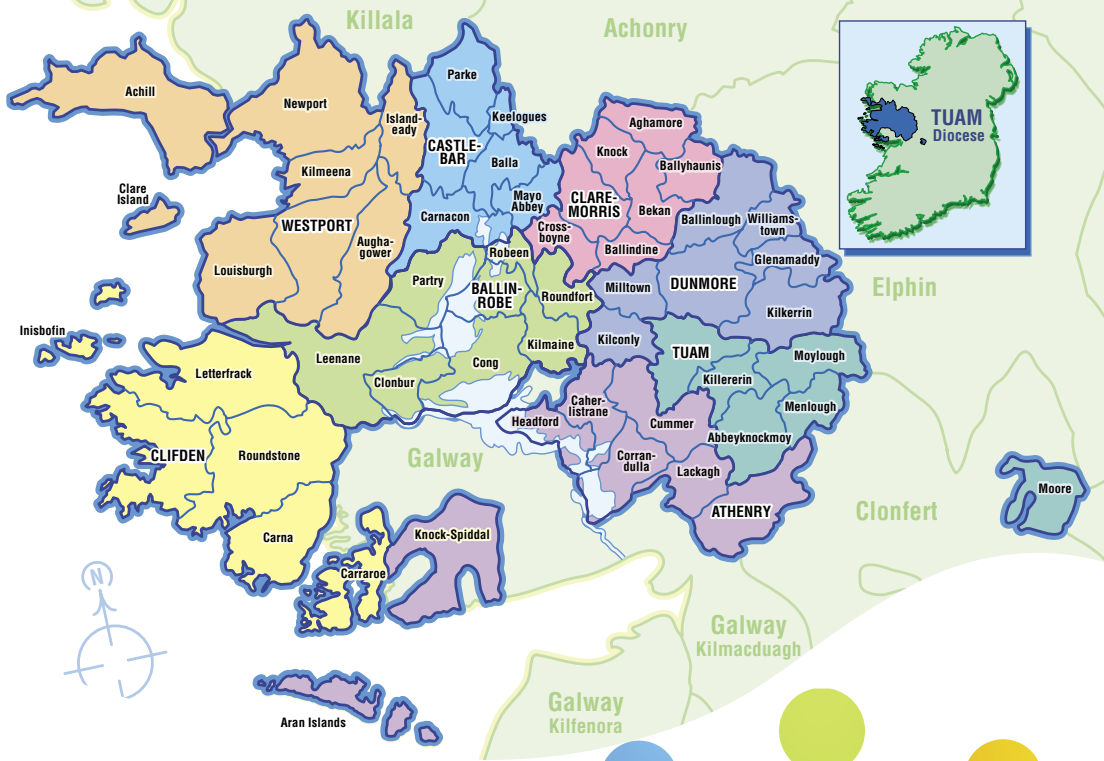 Killala
Achonry
TUAM
Diocese
Achill
Newport
Island-
eady
Parke
Keelogues
CASTLE-
BAR
Balla
Kilmeena
Mayo
Abbey
Carnacon
Clare
Island
WESTPORT
Augha-
gower
Louisburgh
Aghamore
Knock
Ballyhaunis
CLARE-
MORRIS
Bekan
Cross-
boyne
Ballindine
Ballinlough
Williams-
town
Glenamaddy
DUNMORE
Milltown
Kilkerrin
Kilconly
Elphin
Robeen
Partry
BALLIN-
ROBE
Roundfort
Kilmaine
Cong
Leenane
Clonbur
Inisbofin
Letterfrack
TUAM
Moylough
Killererin
Menlough
Abbeyknockmoy
Caher-
listrane
Headford
Cummer
Corran-
dulla
Lackagh
ATHENRY
Galway
CLIFDEN
Roundstone
Carna
Carraroe
Knock-Spiddal
Clonfert
Moore
N
Galway
Kilmacduagh
Galway
Kilfenora
Aran Islands